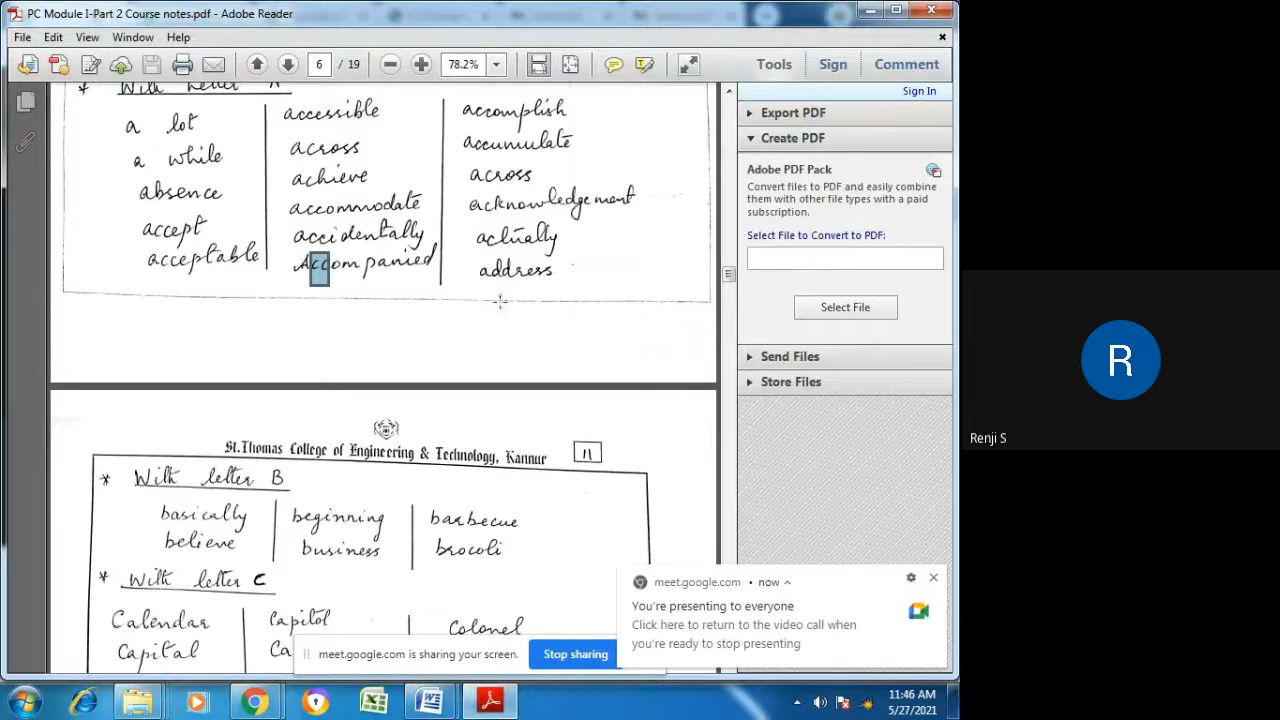 PC Module I-Part 2 Course notes.pdf - Adobe Reader
File Edit View Window Help
6 / 19 78.2% Tools Sign Comment
Sign In
* With Letter A
a lot accessible accomplish
a while across accumulate
absence achieve across
accept accommodate acknowledgement
acceptable accidentally actually
Accompanied address
St.Thomas College of Engineering & Technology, Kannur 11
* With letter B
basically beginning barbecue
believe business brocoli
* With letter C
Calendar Capitol Colonel
Capital Ca
Export PDF
Create PDF
Adobe PDF Pack
Convert files to PDF and easily combine
them with other file types with a paid
subscription.
Select File to Convert to PDF:
Select File
Send Files
Store Files
meet.google.com • now
You're presenting to everyone
Click here to return to the video call when
you're ready to stop presenting
meet.google.com is sharing your screen. Stop sharing
R
Renji S
11:46 AM
5/27/2021